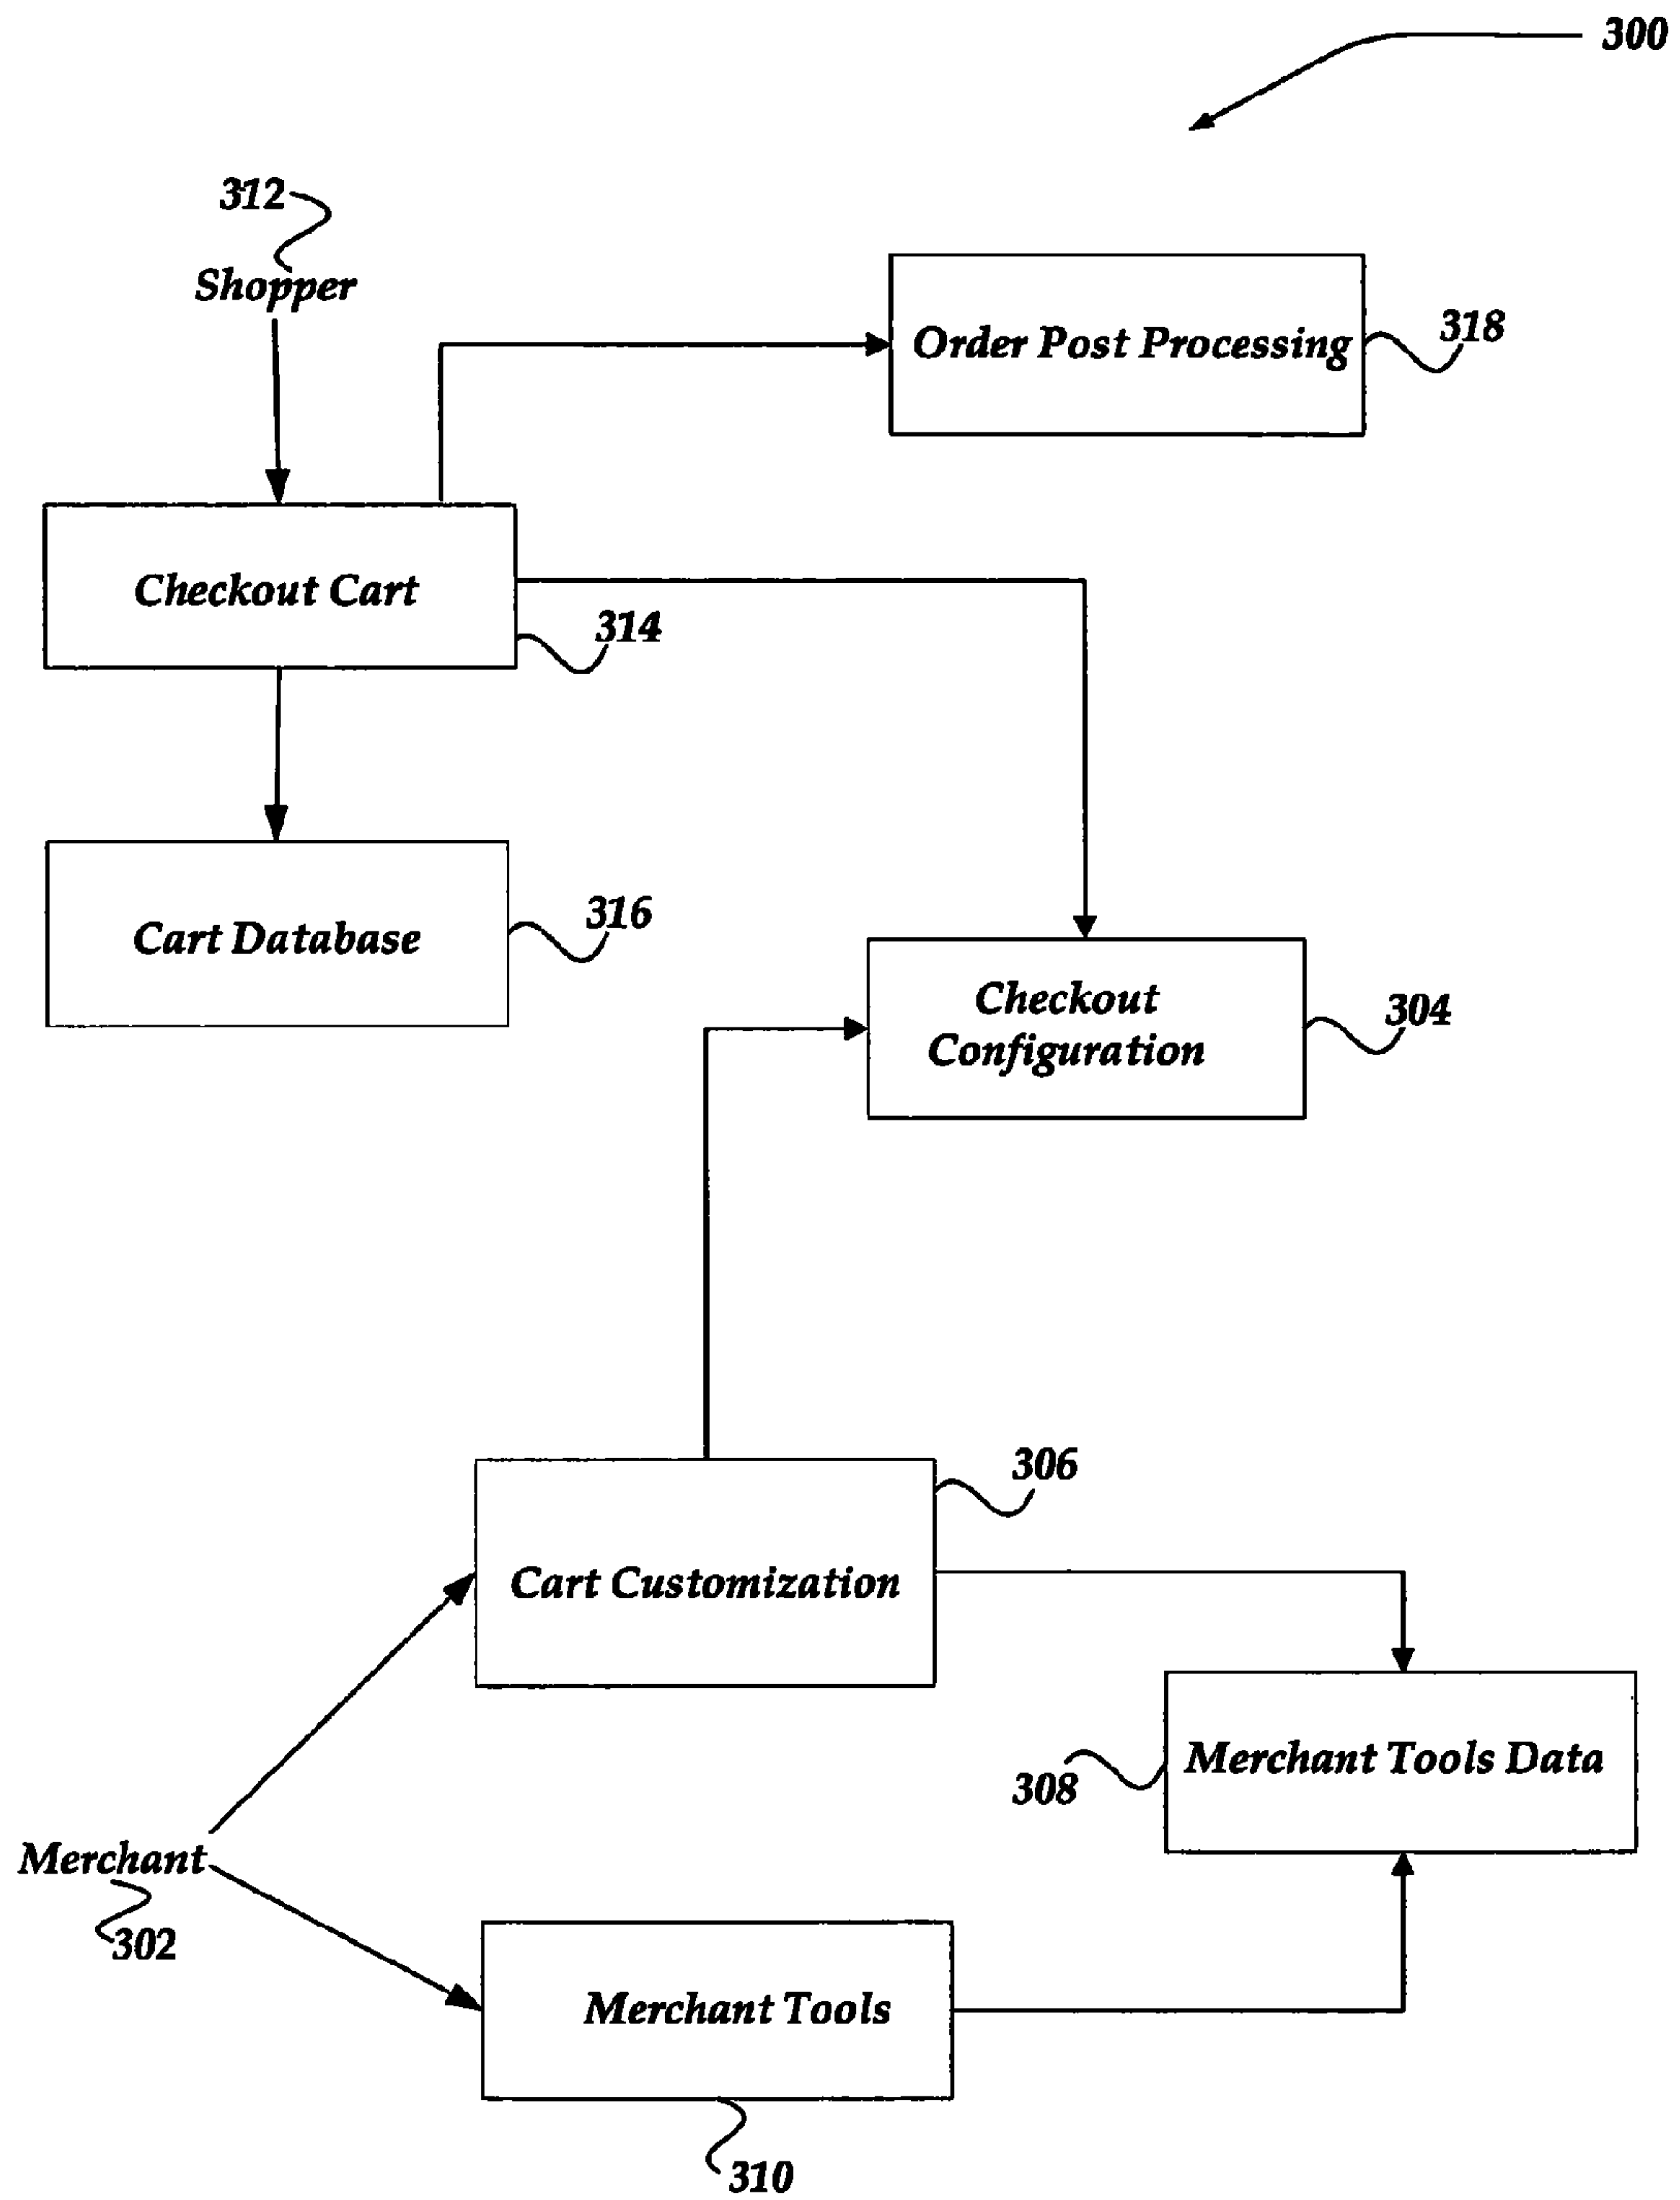 300
312
Shopper
Order Post Processing
318
Checkout Cart
314
Cart Database
316
Checkout
Configuration
304
306
Cart Customization
Merchant Tools Data
308
Merchant
302
Merchant Tools
310